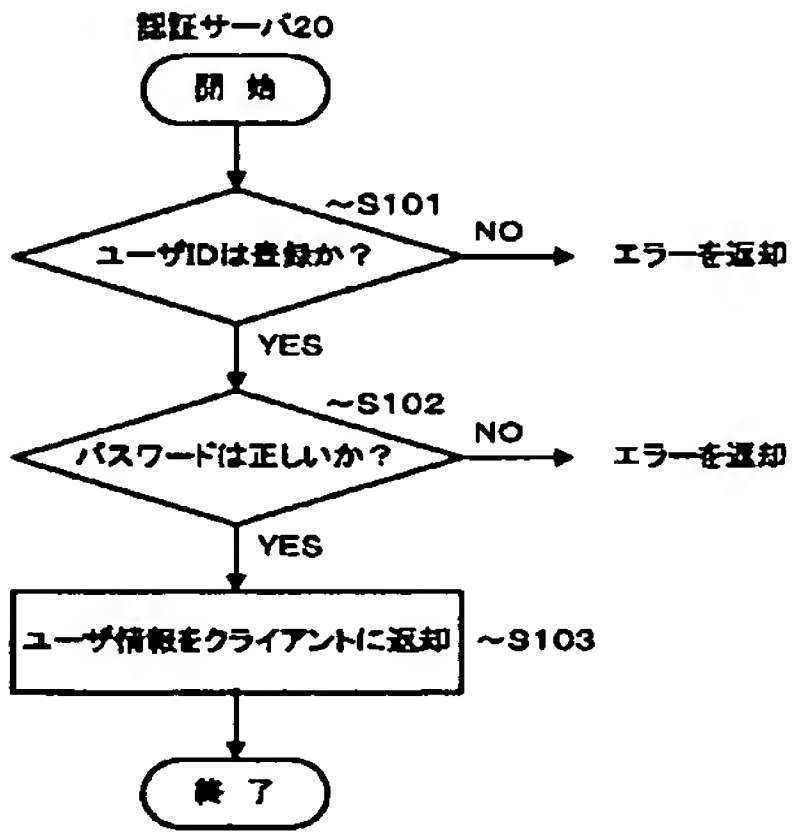 認証サーバ20
開 始
~S101
ユーザIDは登録か?
NO
エラーを返却
YES
~S102
パスワードは正しいか?
NO
エラーを返却
YES
ユーザ情報をクライアントに返却
~S103
終 了